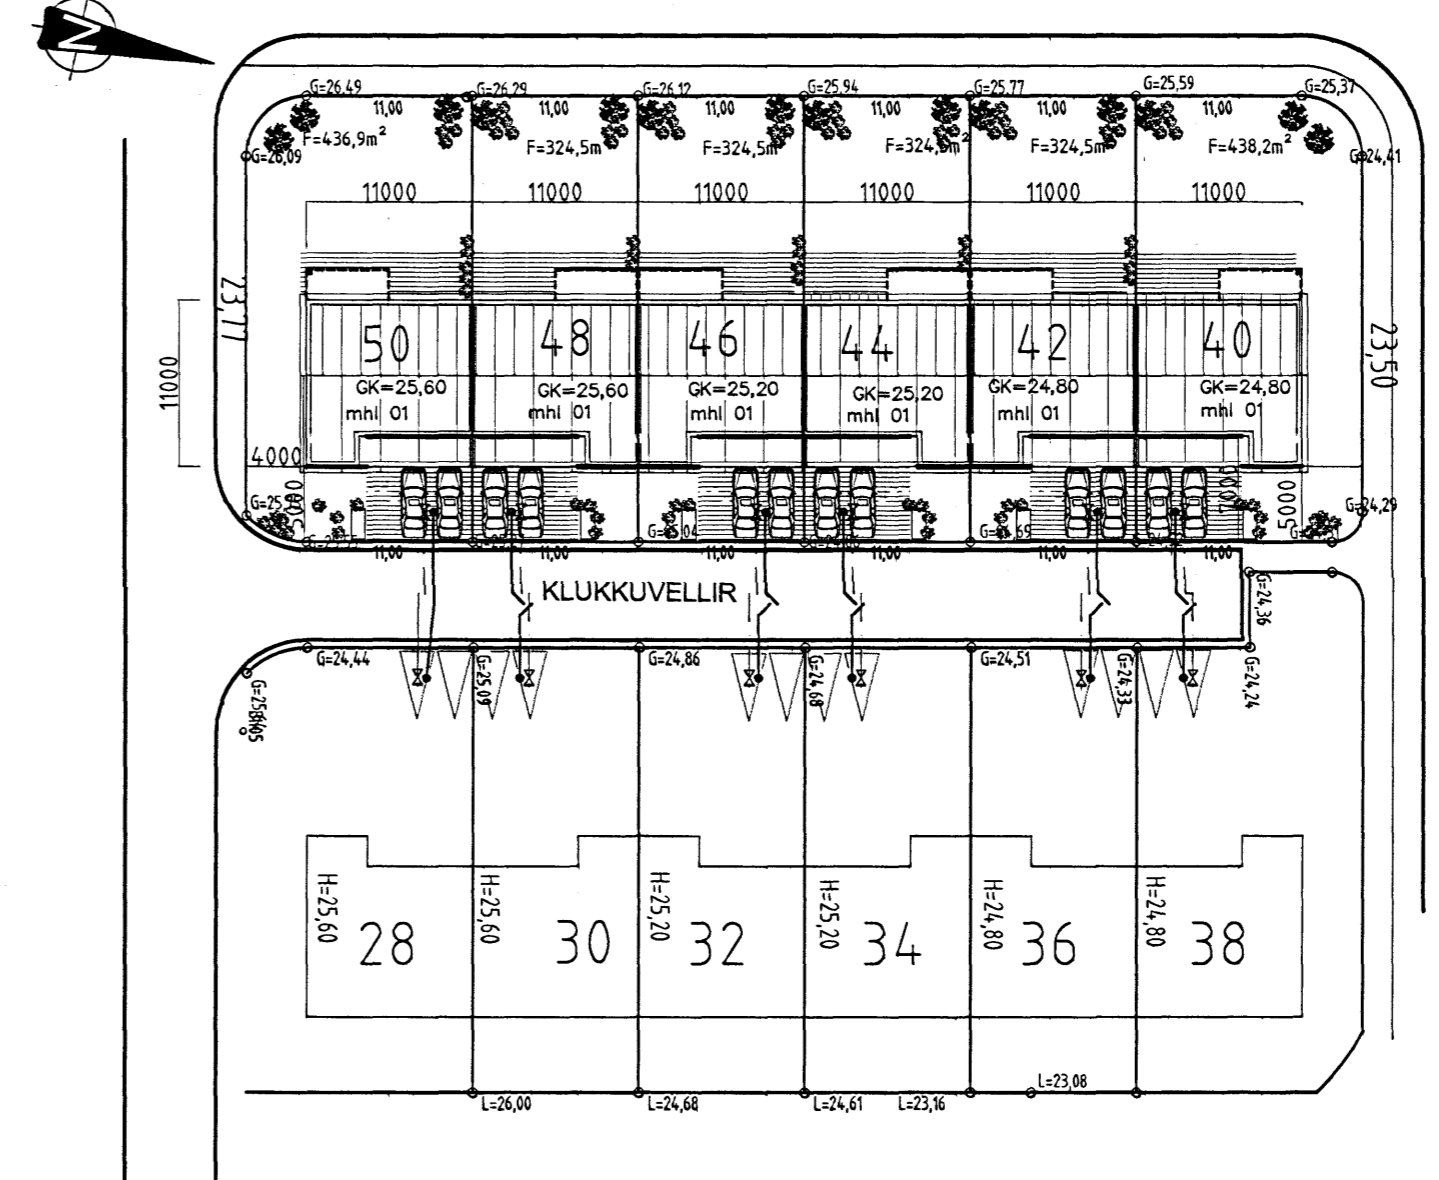 N
G=26,49
G=26,29
G=26,12
G=25,94
G=25,77
G=25,59
G=25,37
11,00
11,00
11,00
11,00
11,00
11,00
F=436,9m²
F=324,5m
F=324,5m
F=324,5m²
F=324,5m
F=438,2m²
G=26,09
G=24,41
11000
11000
11000
11000
11000
11000
23,77
23,50
11000
50
48
46
44
42
40
GK=25,60
GK=25,60
GK=25,20
GK=25,20
GK=24,80
GK=24,80
mhl 01
mhl 01
mhl 01
mhl 01
mhl 01
mhl 01
4000
5000
5000
G=24,29
11,00
11,00
11,00
11,00
11,00
11,00
KLUKKUVELLIR
G=24,36
G=24,44
G=25,09
G=24,86
G=24,68
G=24,51
G=24,33
G=24,24
H=25,60
H=25,60
H=25,20
H=25,20
H=24,80
H=24,80
28
30
32
34
36
38
L=26,00
L=24,68
L=24,61
L=23,16
L=23,08